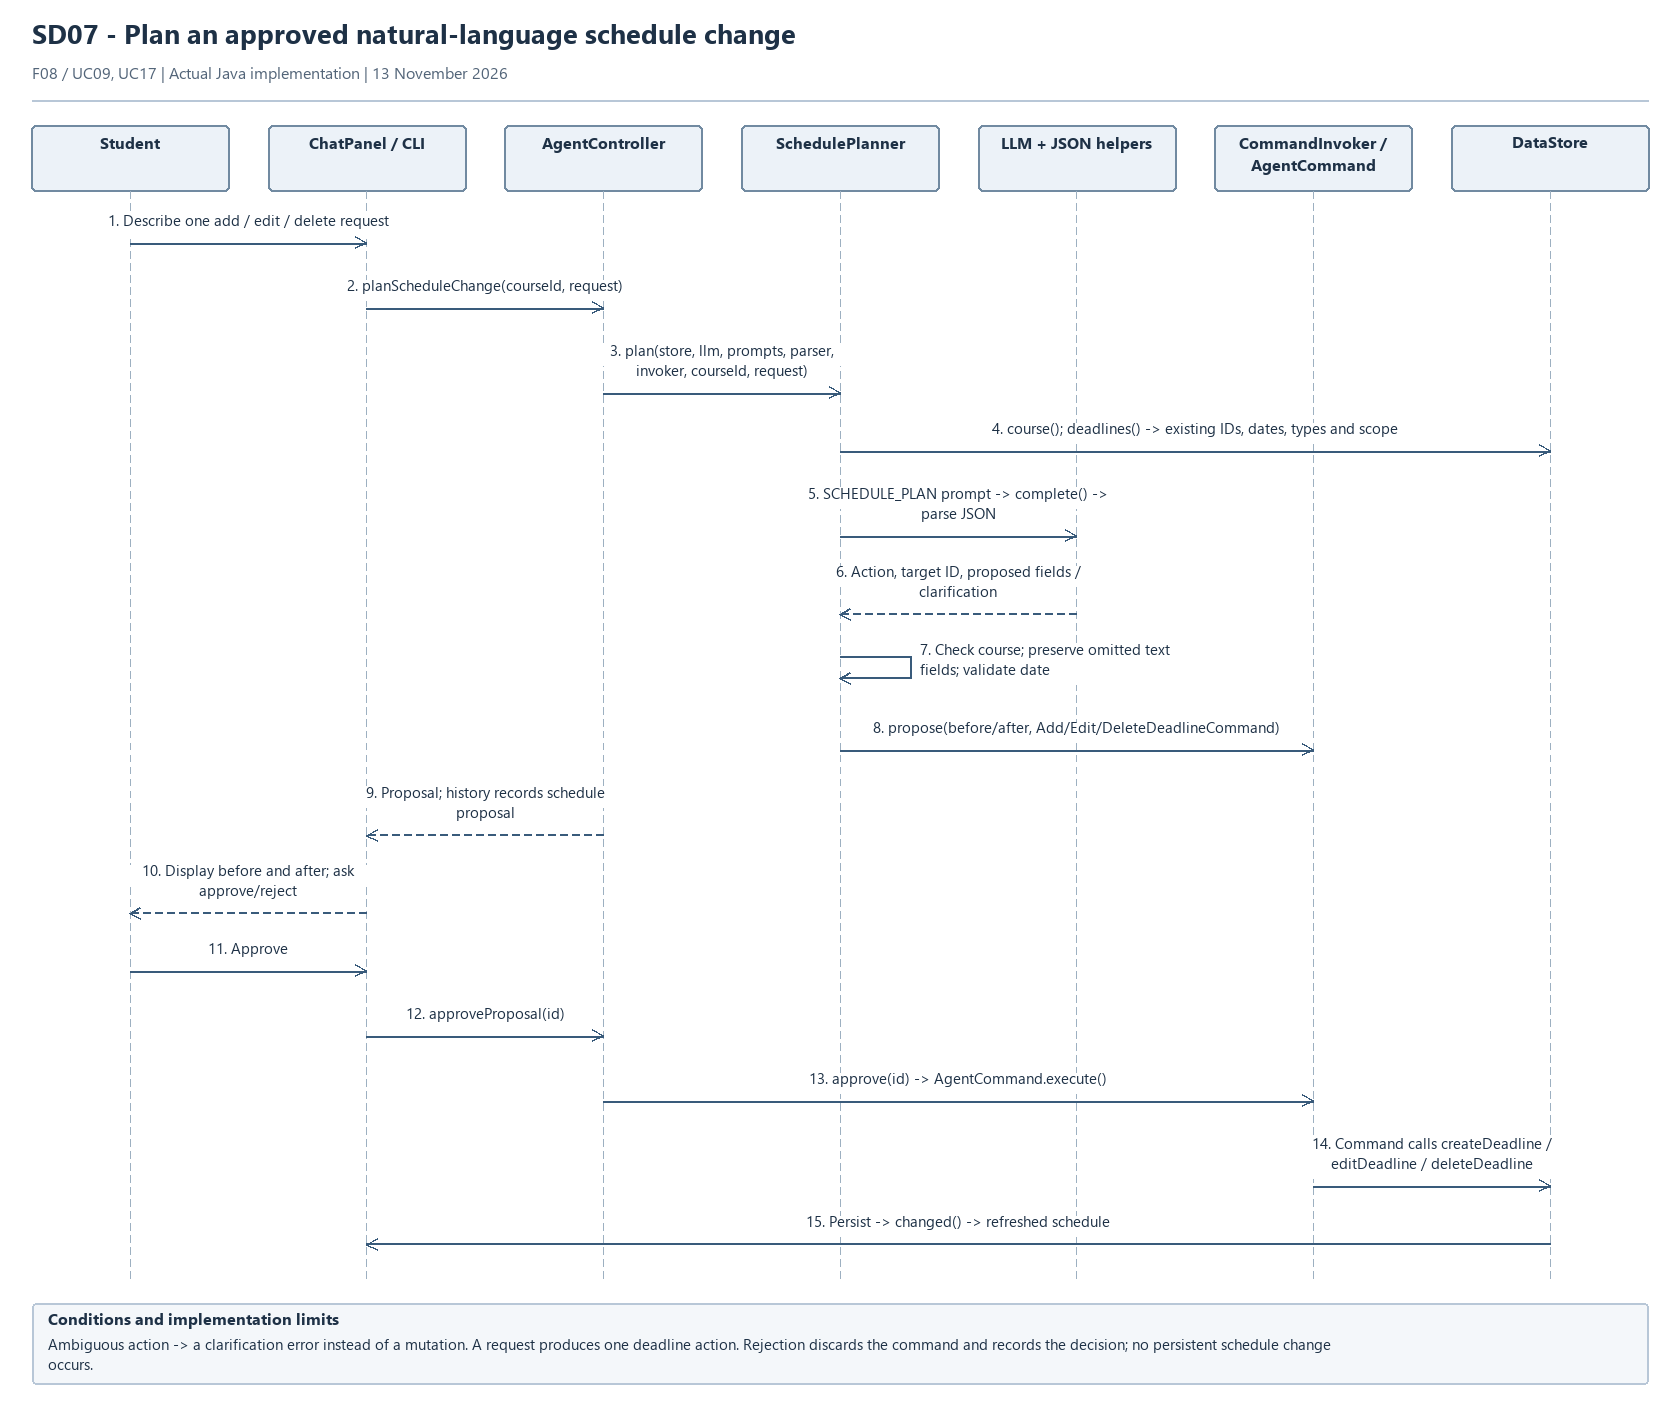 SD07 - Plan an approved natural-language schedule change
F08 / UC09, UC17 | Actual Java implementation | 13 November 2026
Student
ChatPanel / CLI
AgentController
SchedulePlanner
LLM + JSON helpers
CommandInvoker /
AgentCommand
DataStore
1. Describe one add / edit / delete request
2. planScheduleChange(courseId, request)
3. plan(store, llm, prompts, parser,
invoker, courseId, request)
4. course(); deadlines() -> existing IDs, dates, types and scope
5. SCHEDULE_PLAN prompt -> complete() ->
parse JSON
6. Action, target ID, proposed fields /
clarification
7. Check course; preserve omitted text
fields; validate date
8. propose(before/after, Add/Edit/DeleteDeadlineCommand)
9. Proposal; history records schedule
proposal
10. Display before and after; ask
approve/reject
11. Approve
12. approveProposal(id)
13. approve(id) -> AgentCommand.execute()
14. Command calls createDeadline /
editDeadline / deleteDeadline
15. Persist -> changed() -> refreshed schedule
Conditions and implementation limits
Ambiguous action -> a clarification error instead of a mutation. A request produces one deadline action. Rejection discards the command and records the decision; no persistent schedule change
occurs.